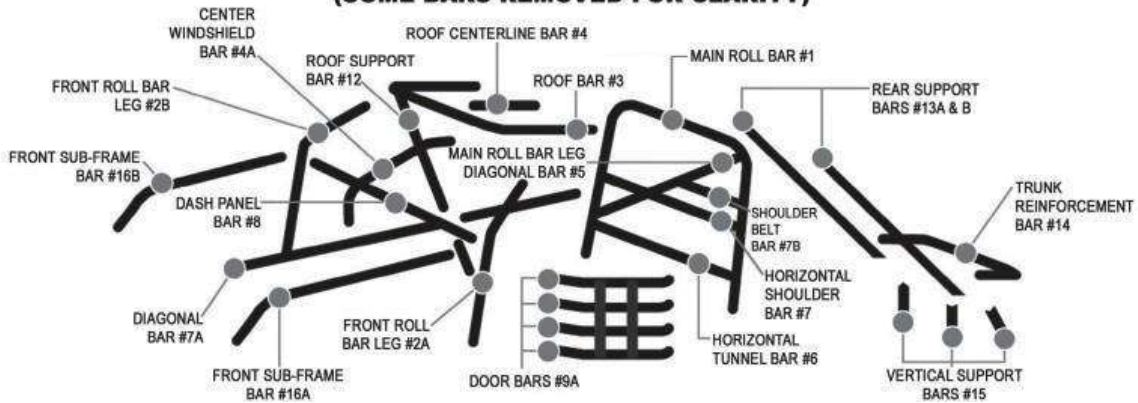 (SOME BARS REMOVED FOR CLARITY)
CENTER
WINDSHIELD
BAR #4A
ROOF CENTERLINE BAR #4
MAIN ROLL BAR #1
ROOF SUPPORT
BAR #12
ROOF BAR #3
FRONT ROLL BAR
LEG #2B
REAR SUPPORT
BARS #13A & B
FRONT SUB-FRAME
BAR #16B
MAIN ROLL BAR LEG
DIAGONAL BAR #5
DASH PANEL
BAR #8
SHOULDER
BELT
BAR #7B
TRUNK
REINFORCEMENT
BAR #14
HORIZONTAL
SHOULDER
BAR #7
DIAGONAL
BAR #7A
FRONT ROLL
BAR LEG #2A
HORIZONTAL
TUNNEL BAR #6
FRONT SUB-FRAME
BAR #16A
DOOR BARS #9A
VERTICAL SUPPORT
BARS #15